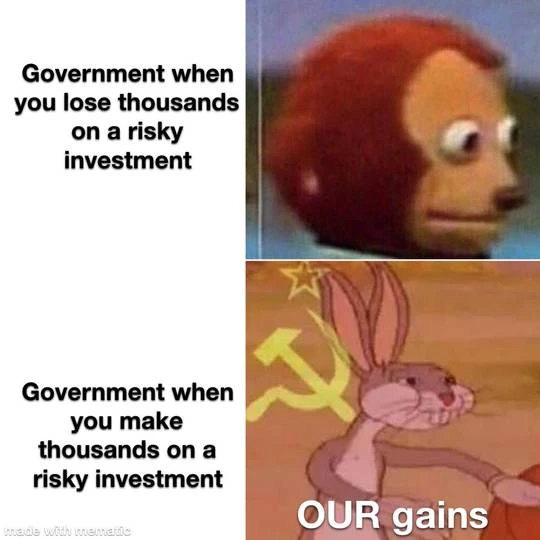 Government when
you lose thousands
on a risky
investment
Government when
you make
thousands on a
risky investment
OUR gains
made with mematic